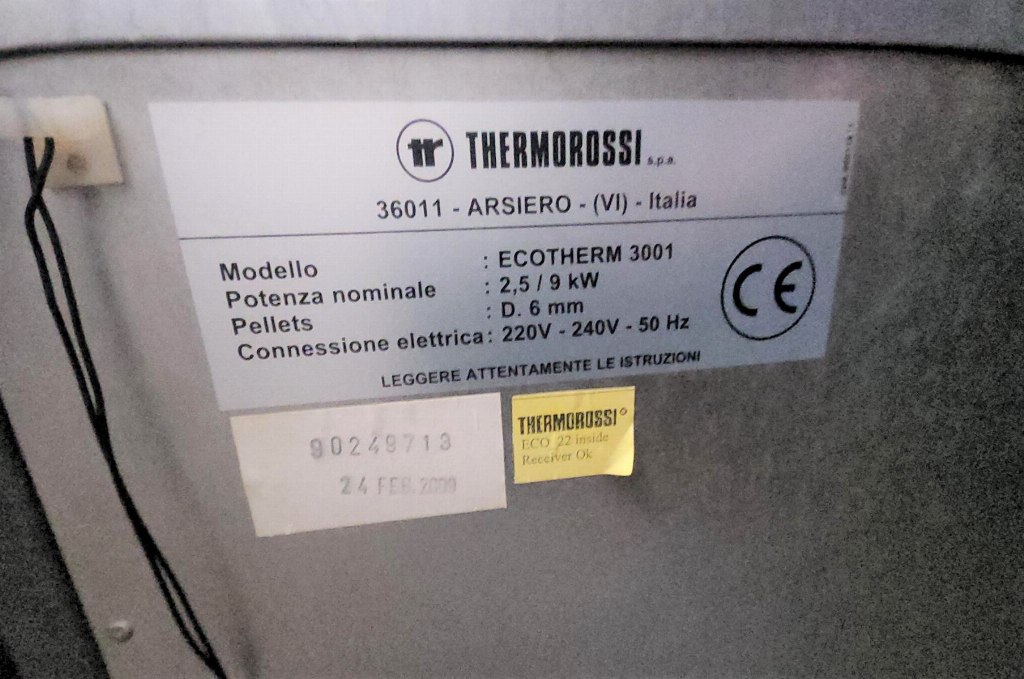 THERMOROSSI s.p.a.
36011 - ARSIERO - (VI) - Italia
Modello : ECOTHERM 3001
Potenza nominale : 2,5 / 9 kW
Pellets : D. 6 mm
Connessione elettrica : 220V - 240V - 50 Hz
CE
LEGGERE ATTENTAMENTE LE ISTRUZIONI
90249713
24 FEB. 2009
THERMOROSSI
ECO 22 inside
Receiver Ok